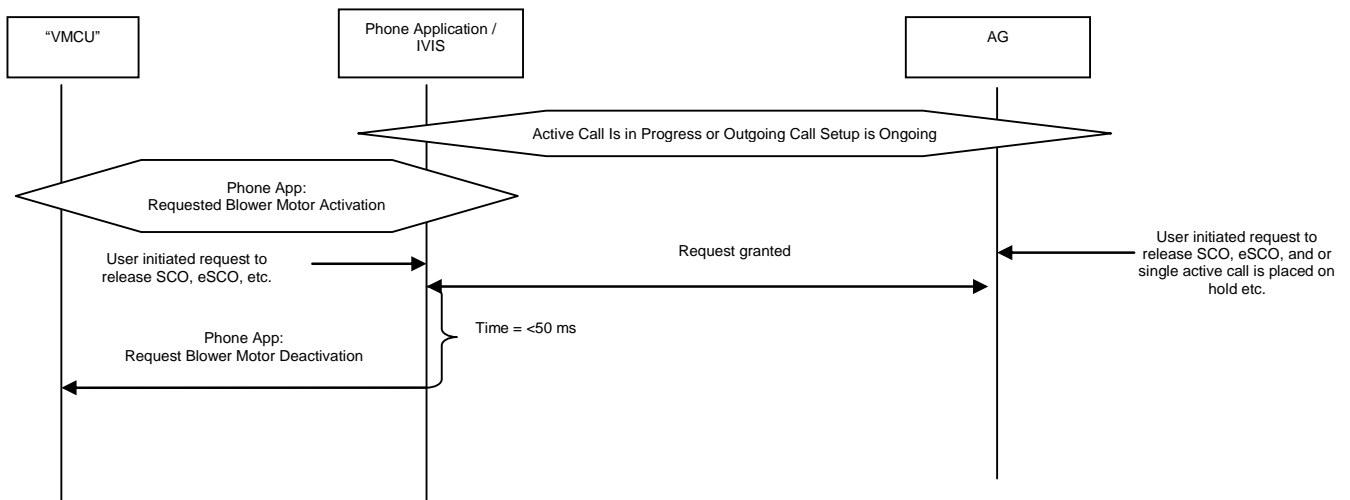 “VMCU”
Phone Application /
IVIS
AG
Active Call Is in Progress or Outgoing Call Setup is Ongoing
Phone App:
Requested Blower Motor Activation
User initiated request to
release SCO, eSCO, etc.
Request granted
User initiated request to
release SCO, eSCO, and or
single active call is placed on
hold etc.
Time = <50 ms
Phone App:
Request Blower Motor Deactivation